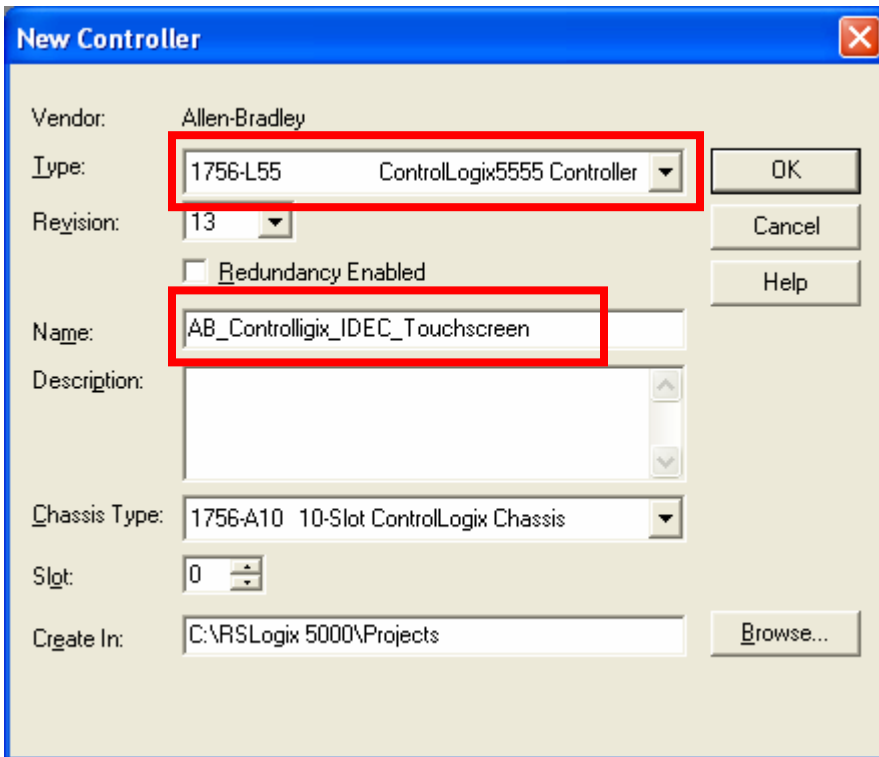 New Controller
Vendor: Allen-Bradley
Type: 1756-L55 ControlLogix5555 Controller OK
Revision: 13 Cancel
Redundancy Enabled Help
Name: AB_Controlligix_IDEC_Touchscreen
Description:
Chassis Type: 1756-A10 10-Slot ControlLogix Chassis
Slot: 0
Create In: C:\RSLogix 5000\Projects Browse...